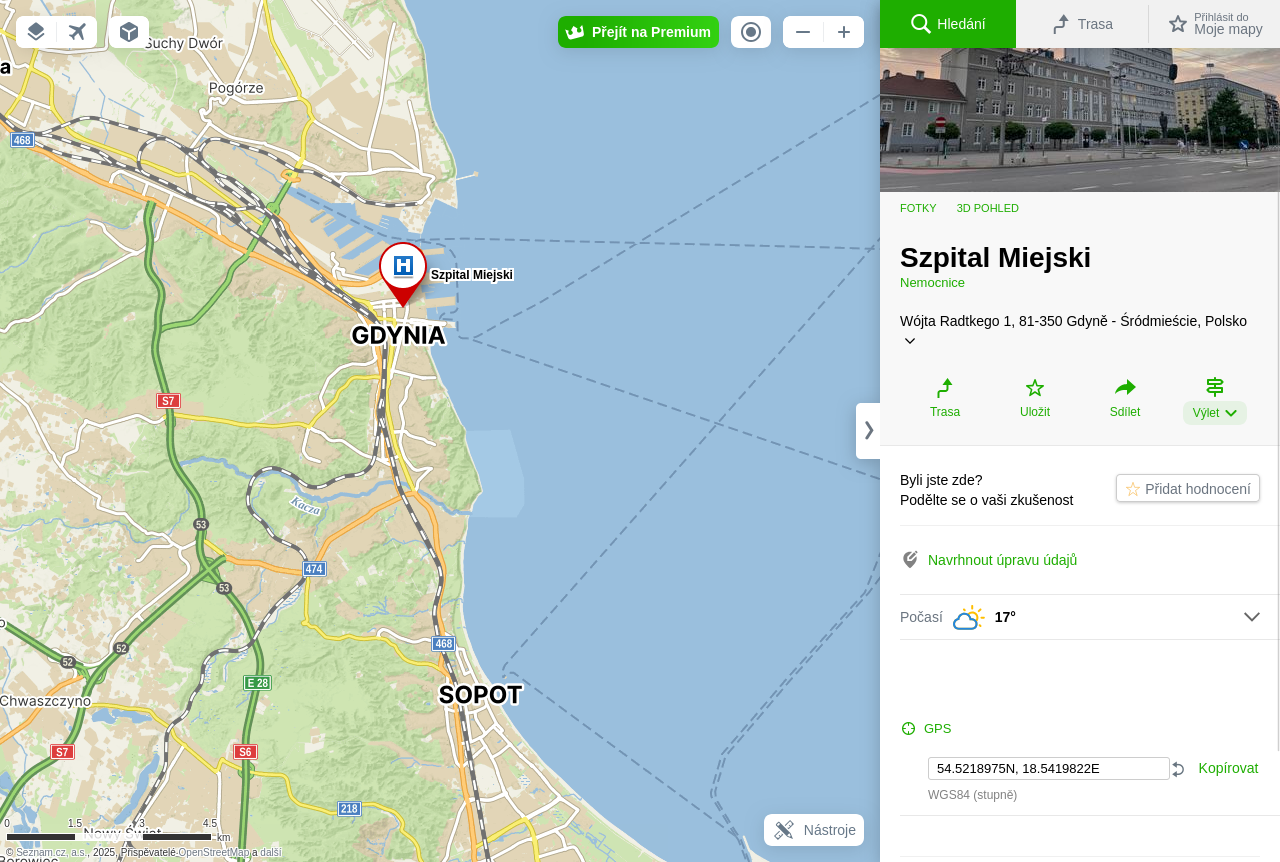 Suchy Dwór
Pogórze
a
468
Szpital Miejski
GDYNIA
S7
Kacza
53
474
53
o
52
52
468
E 28
SOPOT
Chwaszczyno
S7
S6
218
Nowy Świat
0 1.5 3 4.5
km
© Seznam.cz, a.s., 2025, Přispěvatelé OpenStreetMap a další
Přejít na Premium
Nástroje
Hledání
Trasa
Přihlásit do
Moje mapy
FOTKY 3D POHLED
Szpital Miejski
Nemocnice
Wójta Radtkego 1, 81-350 Gdyně - Śródmieście, Polsko
Trasa
Uložit
Sdílet
Výlet
Byli jste zde?
Podělte se o vaši zkušenost
Přidat hodnocení
Navrhnout úpravu údajů
Počasí 17°
GPS
54.5218975N, 18.5419822E
Kopírovat
WGS84 (stupně)